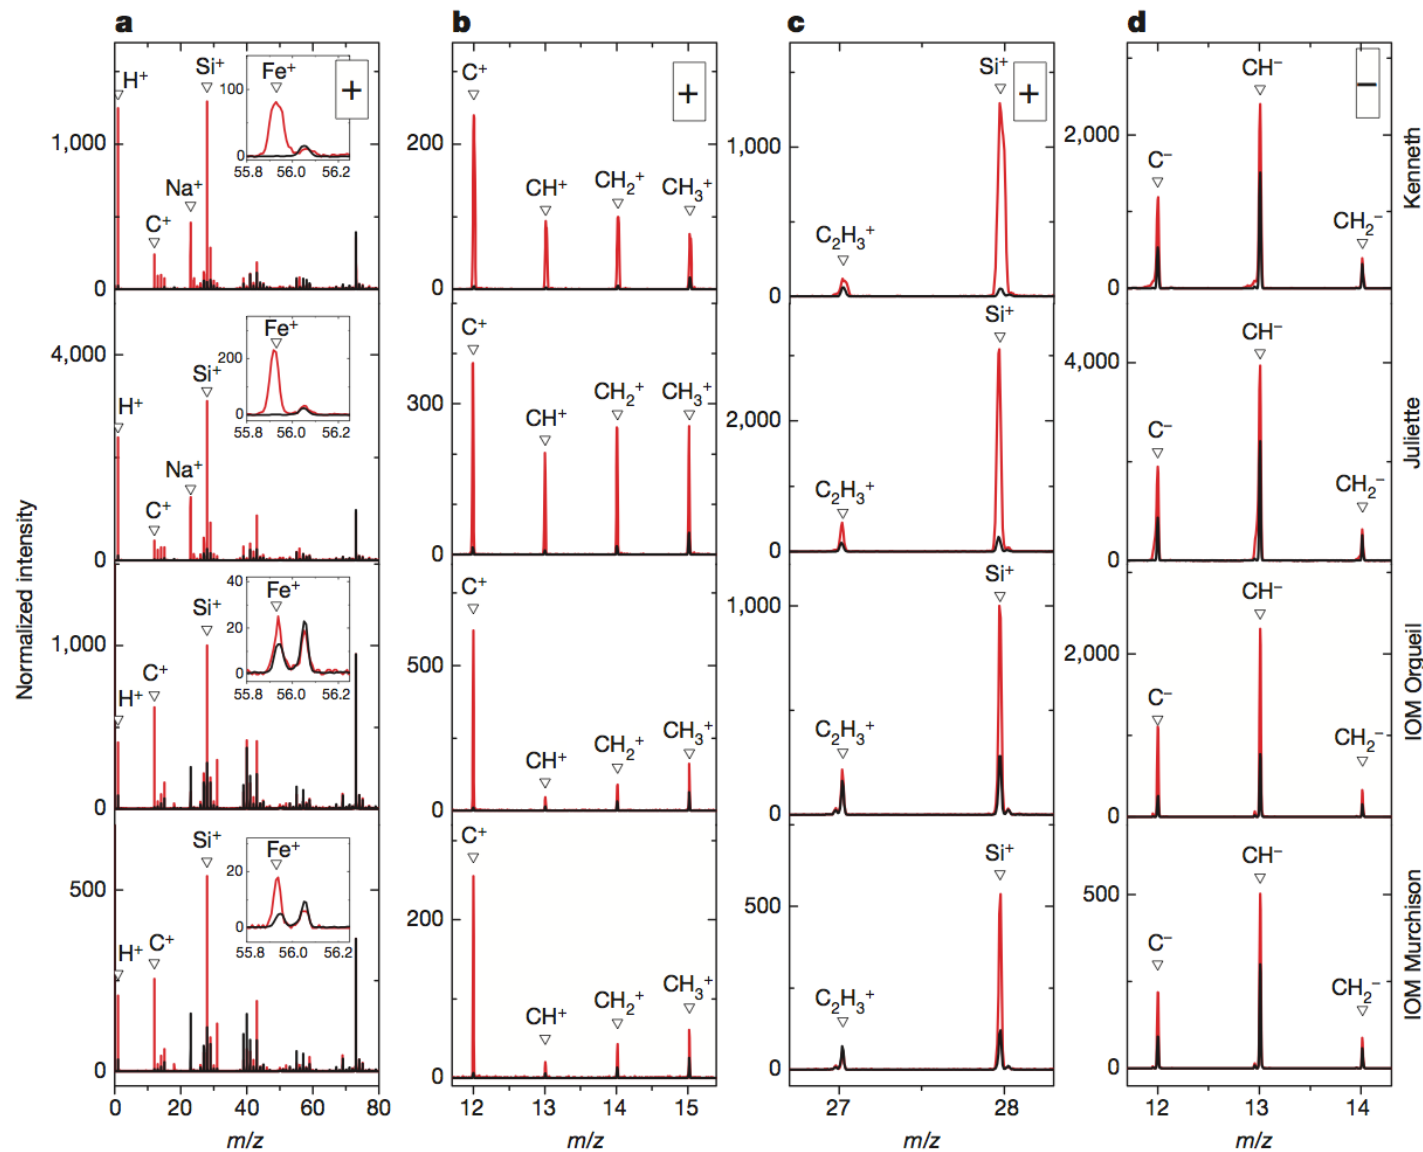 a
b
c
d
H⁺
Si⁺
Fe⁺
+
100
0
55.8 56.0 56.2
Na⁺
C⁺
1,000
0
C⁺
+
CH⁺
CH₂⁺
CH₃⁺
200
0
Si⁺
+
C₂H₃⁺
1,000
0
CH⁻
−
C⁻
CH₂⁻
2,000
0
Kenneth
4,000
H⁺
Si⁺
Fe⁺
200
0
55.8 56.0 56.2
Na⁺
C⁺
0
C⁺
CH⁺
CH₂⁺
CH₃⁺
300
0
Si⁺
C₂H₃⁺
2,000
0
CH⁻
C⁻
CH₂⁻
4,000
0
Juliette
Normalized intensity
1,000
H⁺
C⁺
Si⁺
Fe⁺
40
20
0
55.8 56.0 56.2
0
C⁺
CH⁺
CH₂⁺
CH₃⁺
500
0
Si⁺
C₂H₃⁺
1,000
0
CH⁻
C⁻
CH₂⁻
2,000
0
IOM Orgueil
500
H⁺
C⁺
Si⁺
Fe⁺
20
0
55.8 56.0 56.2
0
C⁺
CH⁺
CH₂⁺
CH₃⁺
200
0
Si⁺
C₂H₃⁺
500
0
CH⁻
C⁻
CH₂⁻
500
0
IOM Murchison
0 20 40 60 80
m/z
12 13 14 15
m/z
27 28
m/z
12 13 14
m/z